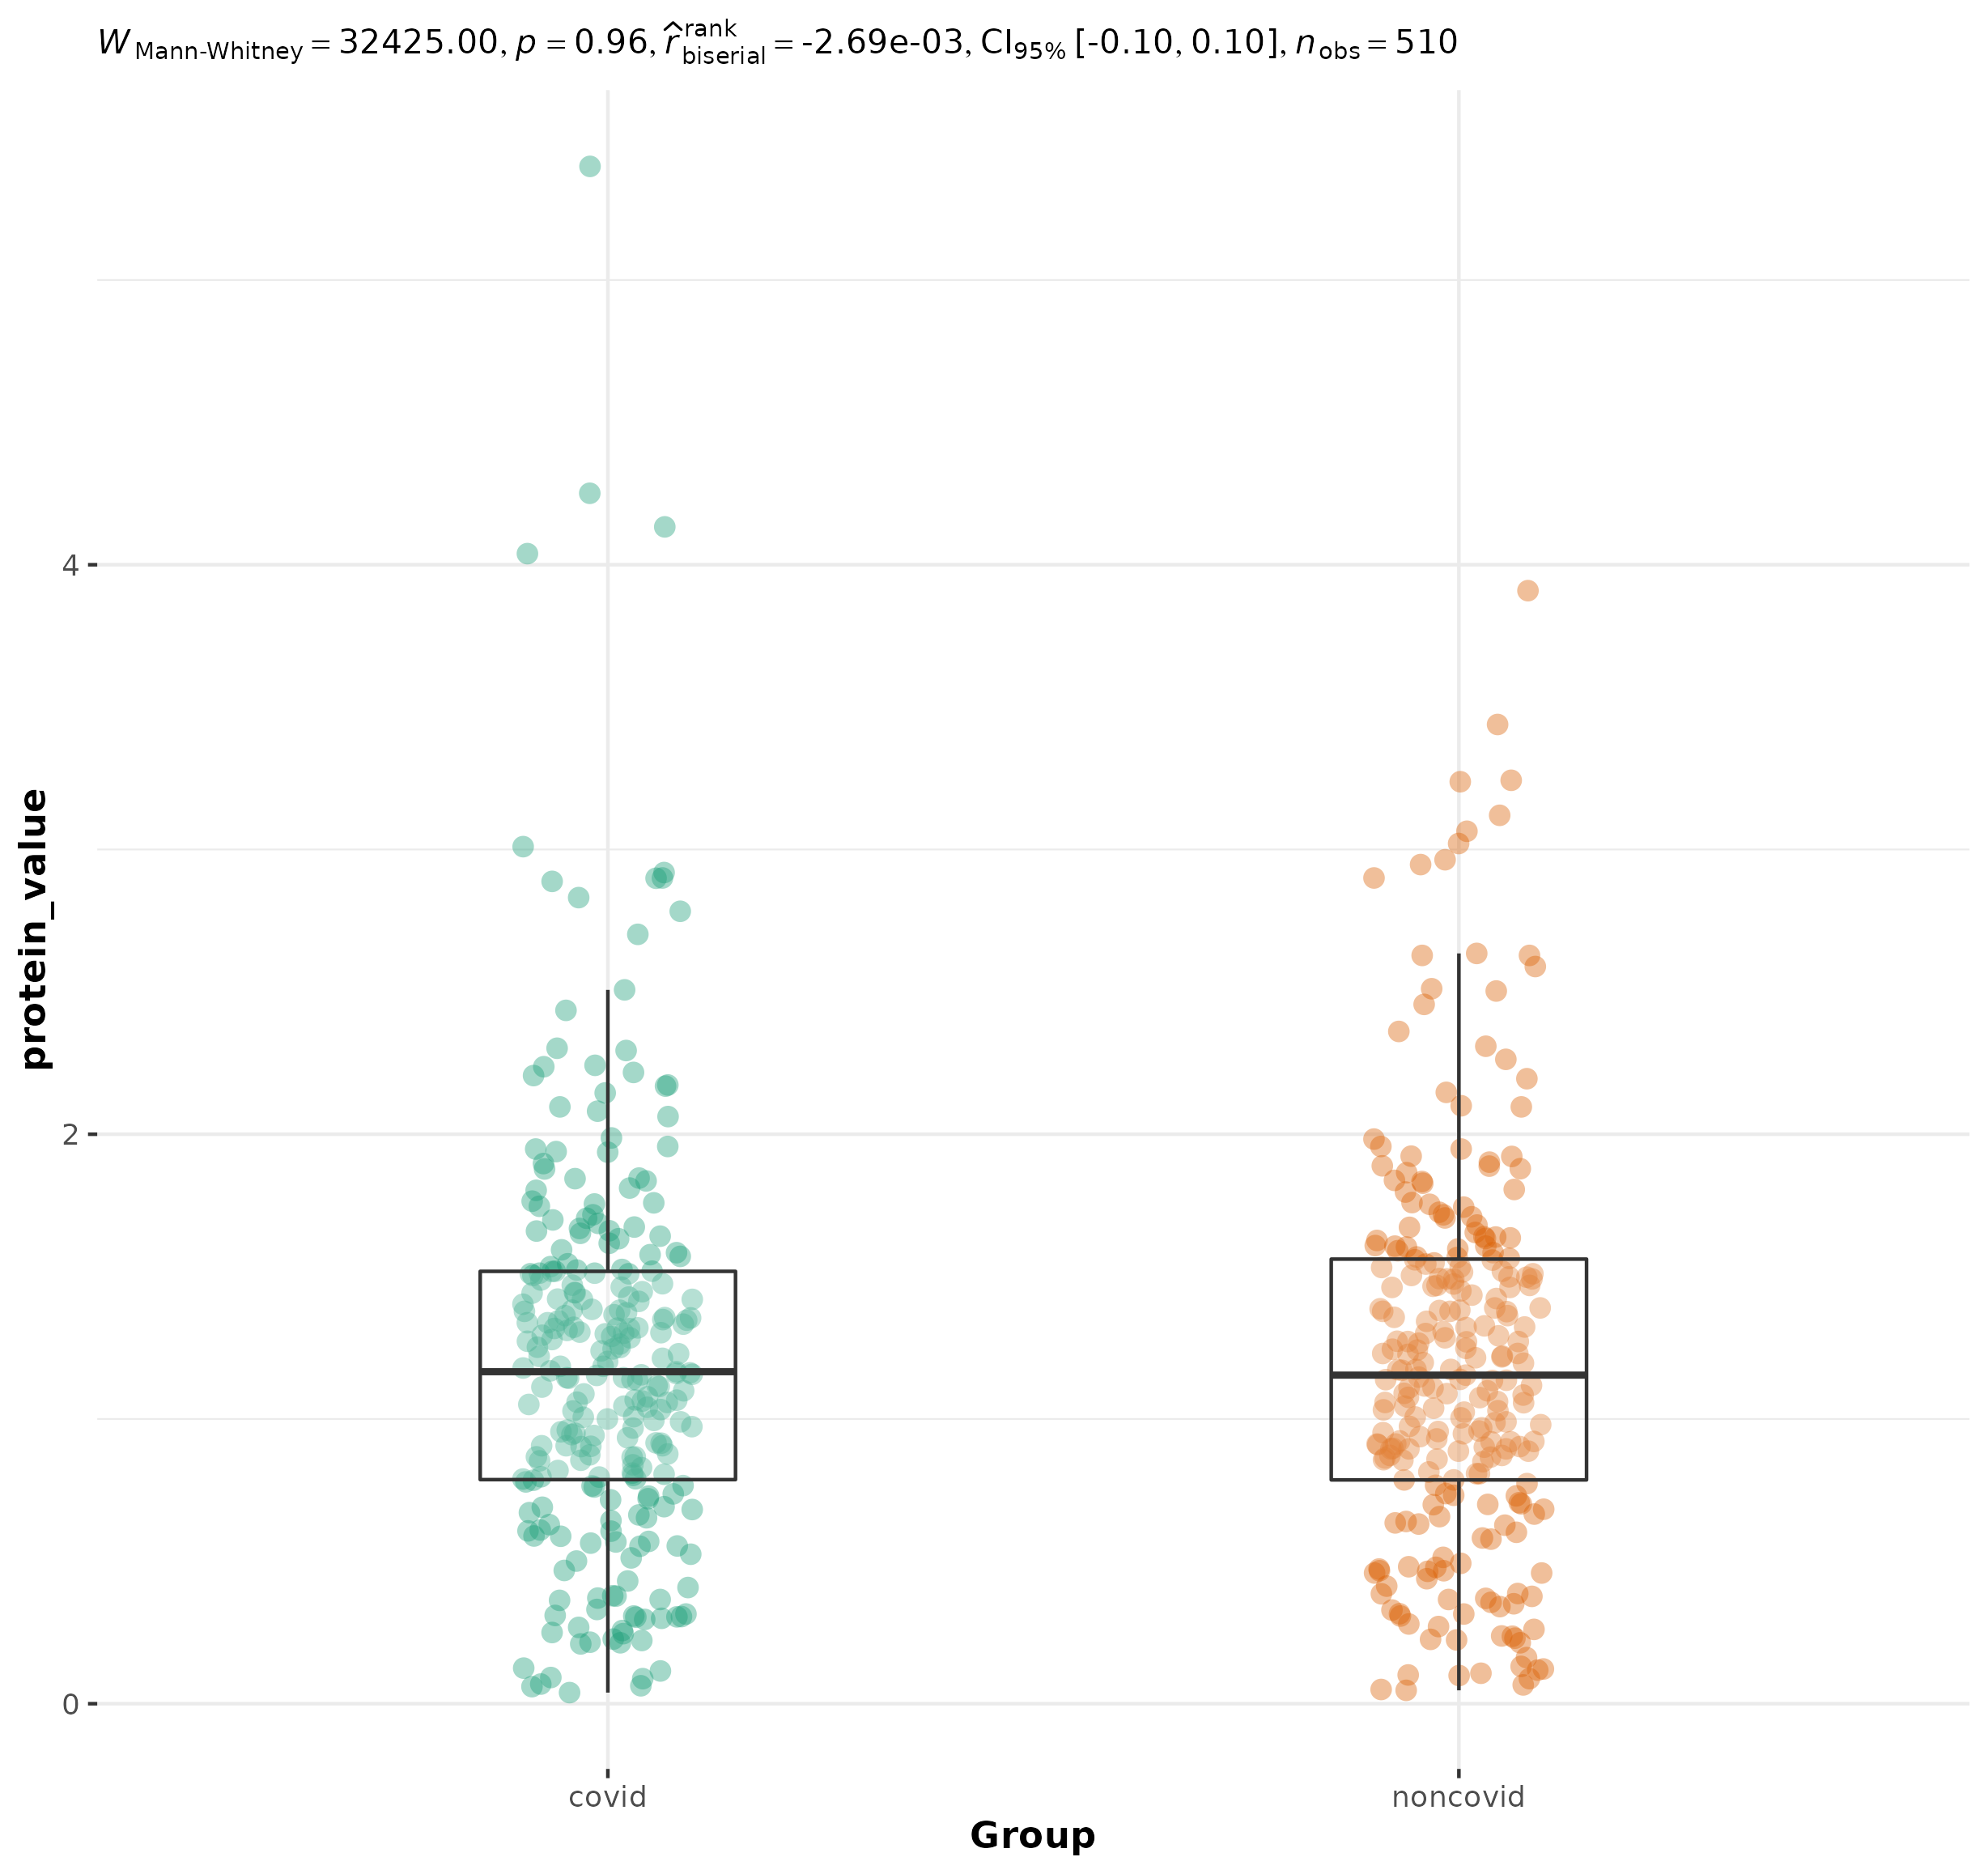 W Mann-Whitney = 32425.00, p = 0.96, r̂ rank biserial = -2.69e-03, CI95% [-0.10, 0.10], nobs = 510
4
2
0
protein_value
covid noncovid
Group